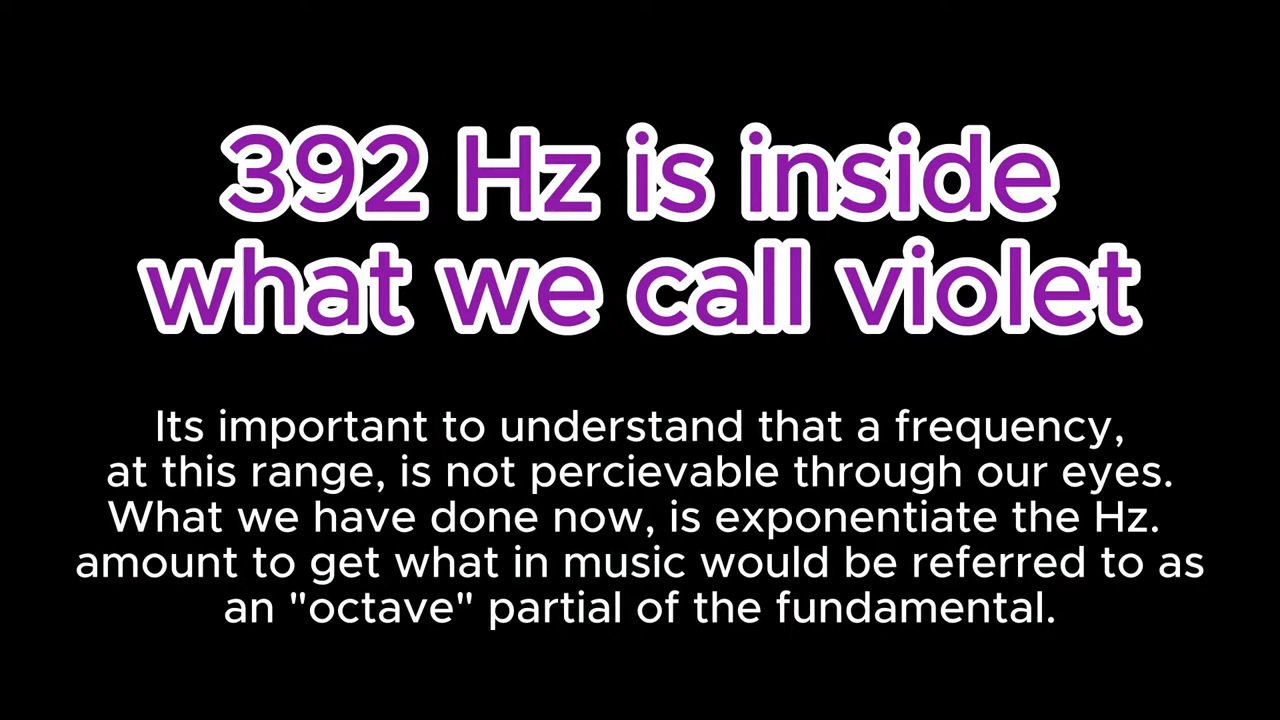 392 Hz is inside
what we call violet
Its important to understand that a frequency,
at this range, is not percievable through our eyes.
What we have done now, is exponentiate the Hz.
amount to get what in music would be referred to as
an "octave" partial of the fundamental.